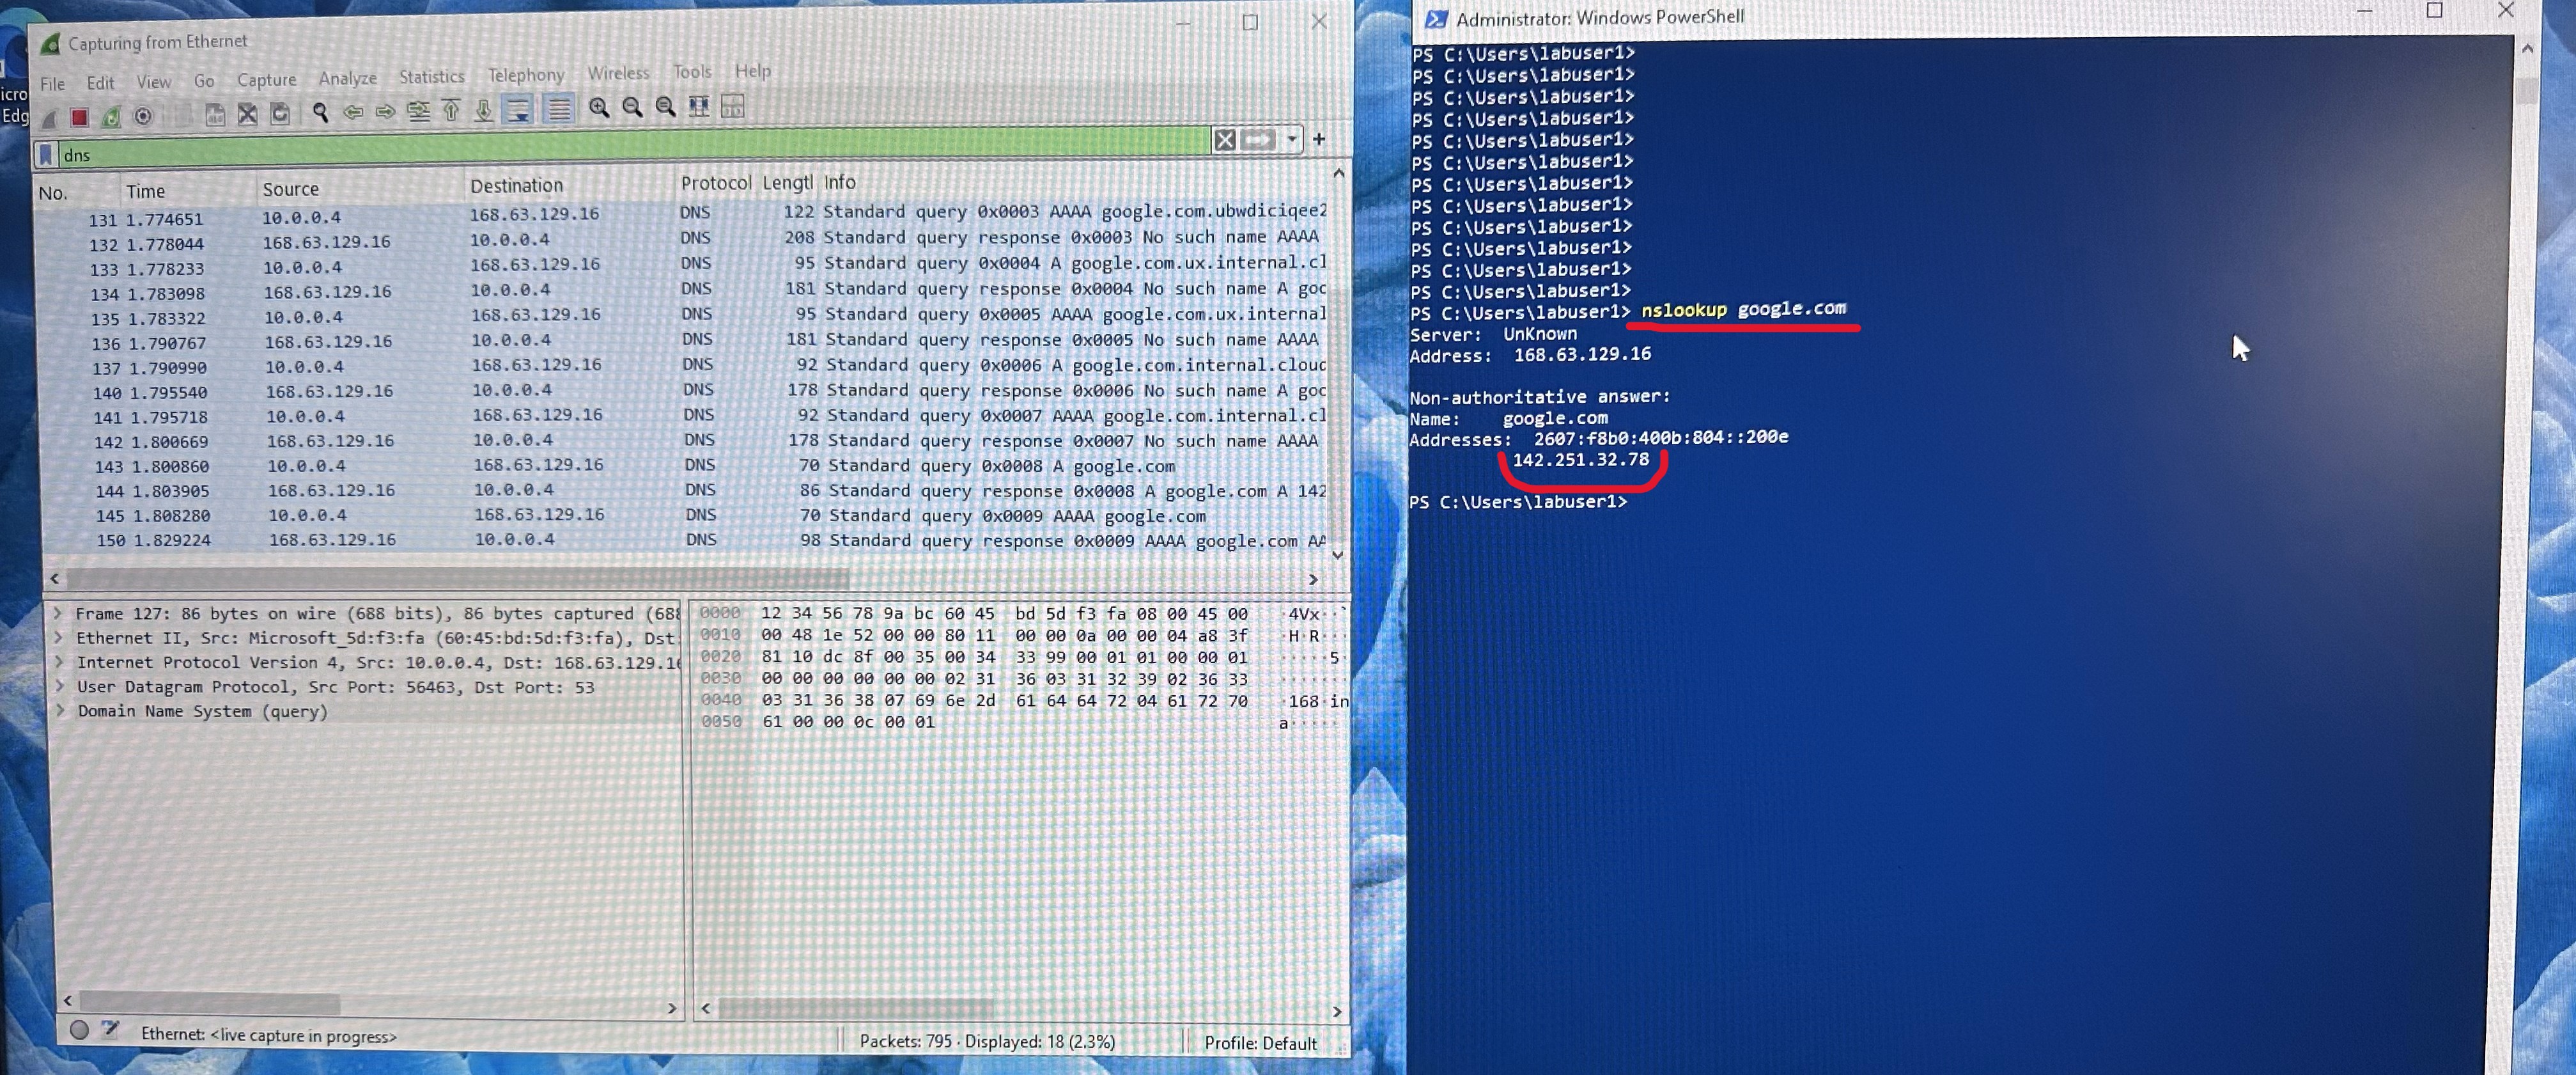 Capturing from Ethernet
File Edit View Go Capture Analyze Statistics Telephony Wireless Tools Help
dns
No. Time Source Destination Protocol Lengtl Info
131 1.774651 10.0.0.4 168.63.129.16 DNS 122 Standard query 0x0003 AAAA google.com.ubwdiciqee2
132 1.778044 168.63.129.16 10.0.0.4 DNS 208 Standard query response 0x0003 No such name AAAA
133 1.778233 10.0.0.4 168.63.129.16 DNS 95 Standard query 0x0004 A google.com.ux.internal.cl
134 1.783098 168.63.129.16 10.0.0.4 DNS 181 Standard query response 0x0004 No such name A goc
135 1.783322 10.0.0.4 168.63.129.16 DNS 95 Standard query 0x0005 AAAA google.com.ux.internal
136 1.790767 168.63.129.16 10.0.0.4 DNS 181 Standard query response 0x0005 No such name AAAA
137 1.790990 10.0.0.4 168.63.129.16 DNS 92 Standard query 0x0006 A google.com.internal.clouc
140 1.795540 168.63.129.16 10.0.0.4 DNS 178 Standard query response 0x0006 No such name A goc
141 1.795718 10.0.0.4 168.63.129.16 DNS 92 Standard query 0x0007 AAAA google.com.internal.cl
142 1.800669 168.63.129.16 10.0.0.4 DNS 178 Standard query response 0x0007 No such name AAAA
143 1.800860 10.0.0.4 168.63.129.16 DNS 70 Standard query 0x0008 A google.com
144 1.803905 168.63.129.16 10.0.0.4 DNS 86 Standard query response 0x0008 A google.com A 142
145 1.808280 10.0.0.4 168.63.129.16 DNS 70 Standard query 0x0009 AAAA google.com
150 1.829224 168.63.129.16 10.0.0.4 DNS 98 Standard query response 0x0009 AAAA google.com AA
Frame 127: 86 bytes on wire (688 bits), 86 bytes captured (688
Ethernet II, Src: Microsoft_5d:f3:fa (60:45:bd:5d:f3:fa), Dst:
Internet Protocol Version 4, Src: 10.0.0.4, Dst: 168.63.129.16
User Datagram Protocol, Src Port: 56463, Dst Port: 53
Domain Name System (query)
0000 12 34 56 78 9a bc 60 45 bd 5d f3 fa 08 00 45 00 ·4Vx··`
0010 00 48 1e 52 00 00 80 11 00 00 0a 00 00 04 a8 3f ·H·R···
0020 81 10 dc 8f 00 35 00 34 33 99 00 01 01 00 00 01 ·····5·
0030 00 00 00 00 00 00 02 31 36 03 31 32 39 02 36 33 ·······
0040 03 31 36 38 07 69 6e 2d 61 64 64 72 04 61 72 70 ·168·in
0050 61 00 00 0c 00 01 a·····
Ethernet: <live capture in progress>
Packets: 795 · Displayed: 18 (2.3%)
Profile: Default
icro
Edg
Administrator: Windows PowerShell
PS C:\Users\labuser1>
PS C:\Users\labuser1>
PS C:\Users\labuser1>
PS C:\Users\labuser1>
PS C:\Users\labuser1>
PS C:\Users\labuser1>
PS C:\Users\labuser1>
PS C:\Users\labuser1>
PS C:\Users\labuser1>
PS C:\Users\labuser1>
PS C:\Users\labuser1>
PS C:\Users\labuser1>
PS C:\Users\labuser1> nslookup google.com
Server: UnKnown
Address: 168.63.129.16
Non-authoritative answer:
Name: google.com
Addresses: 2607:f8b0:400b:804::200e
142.251.32.78
PS C:\Users\labuser1>